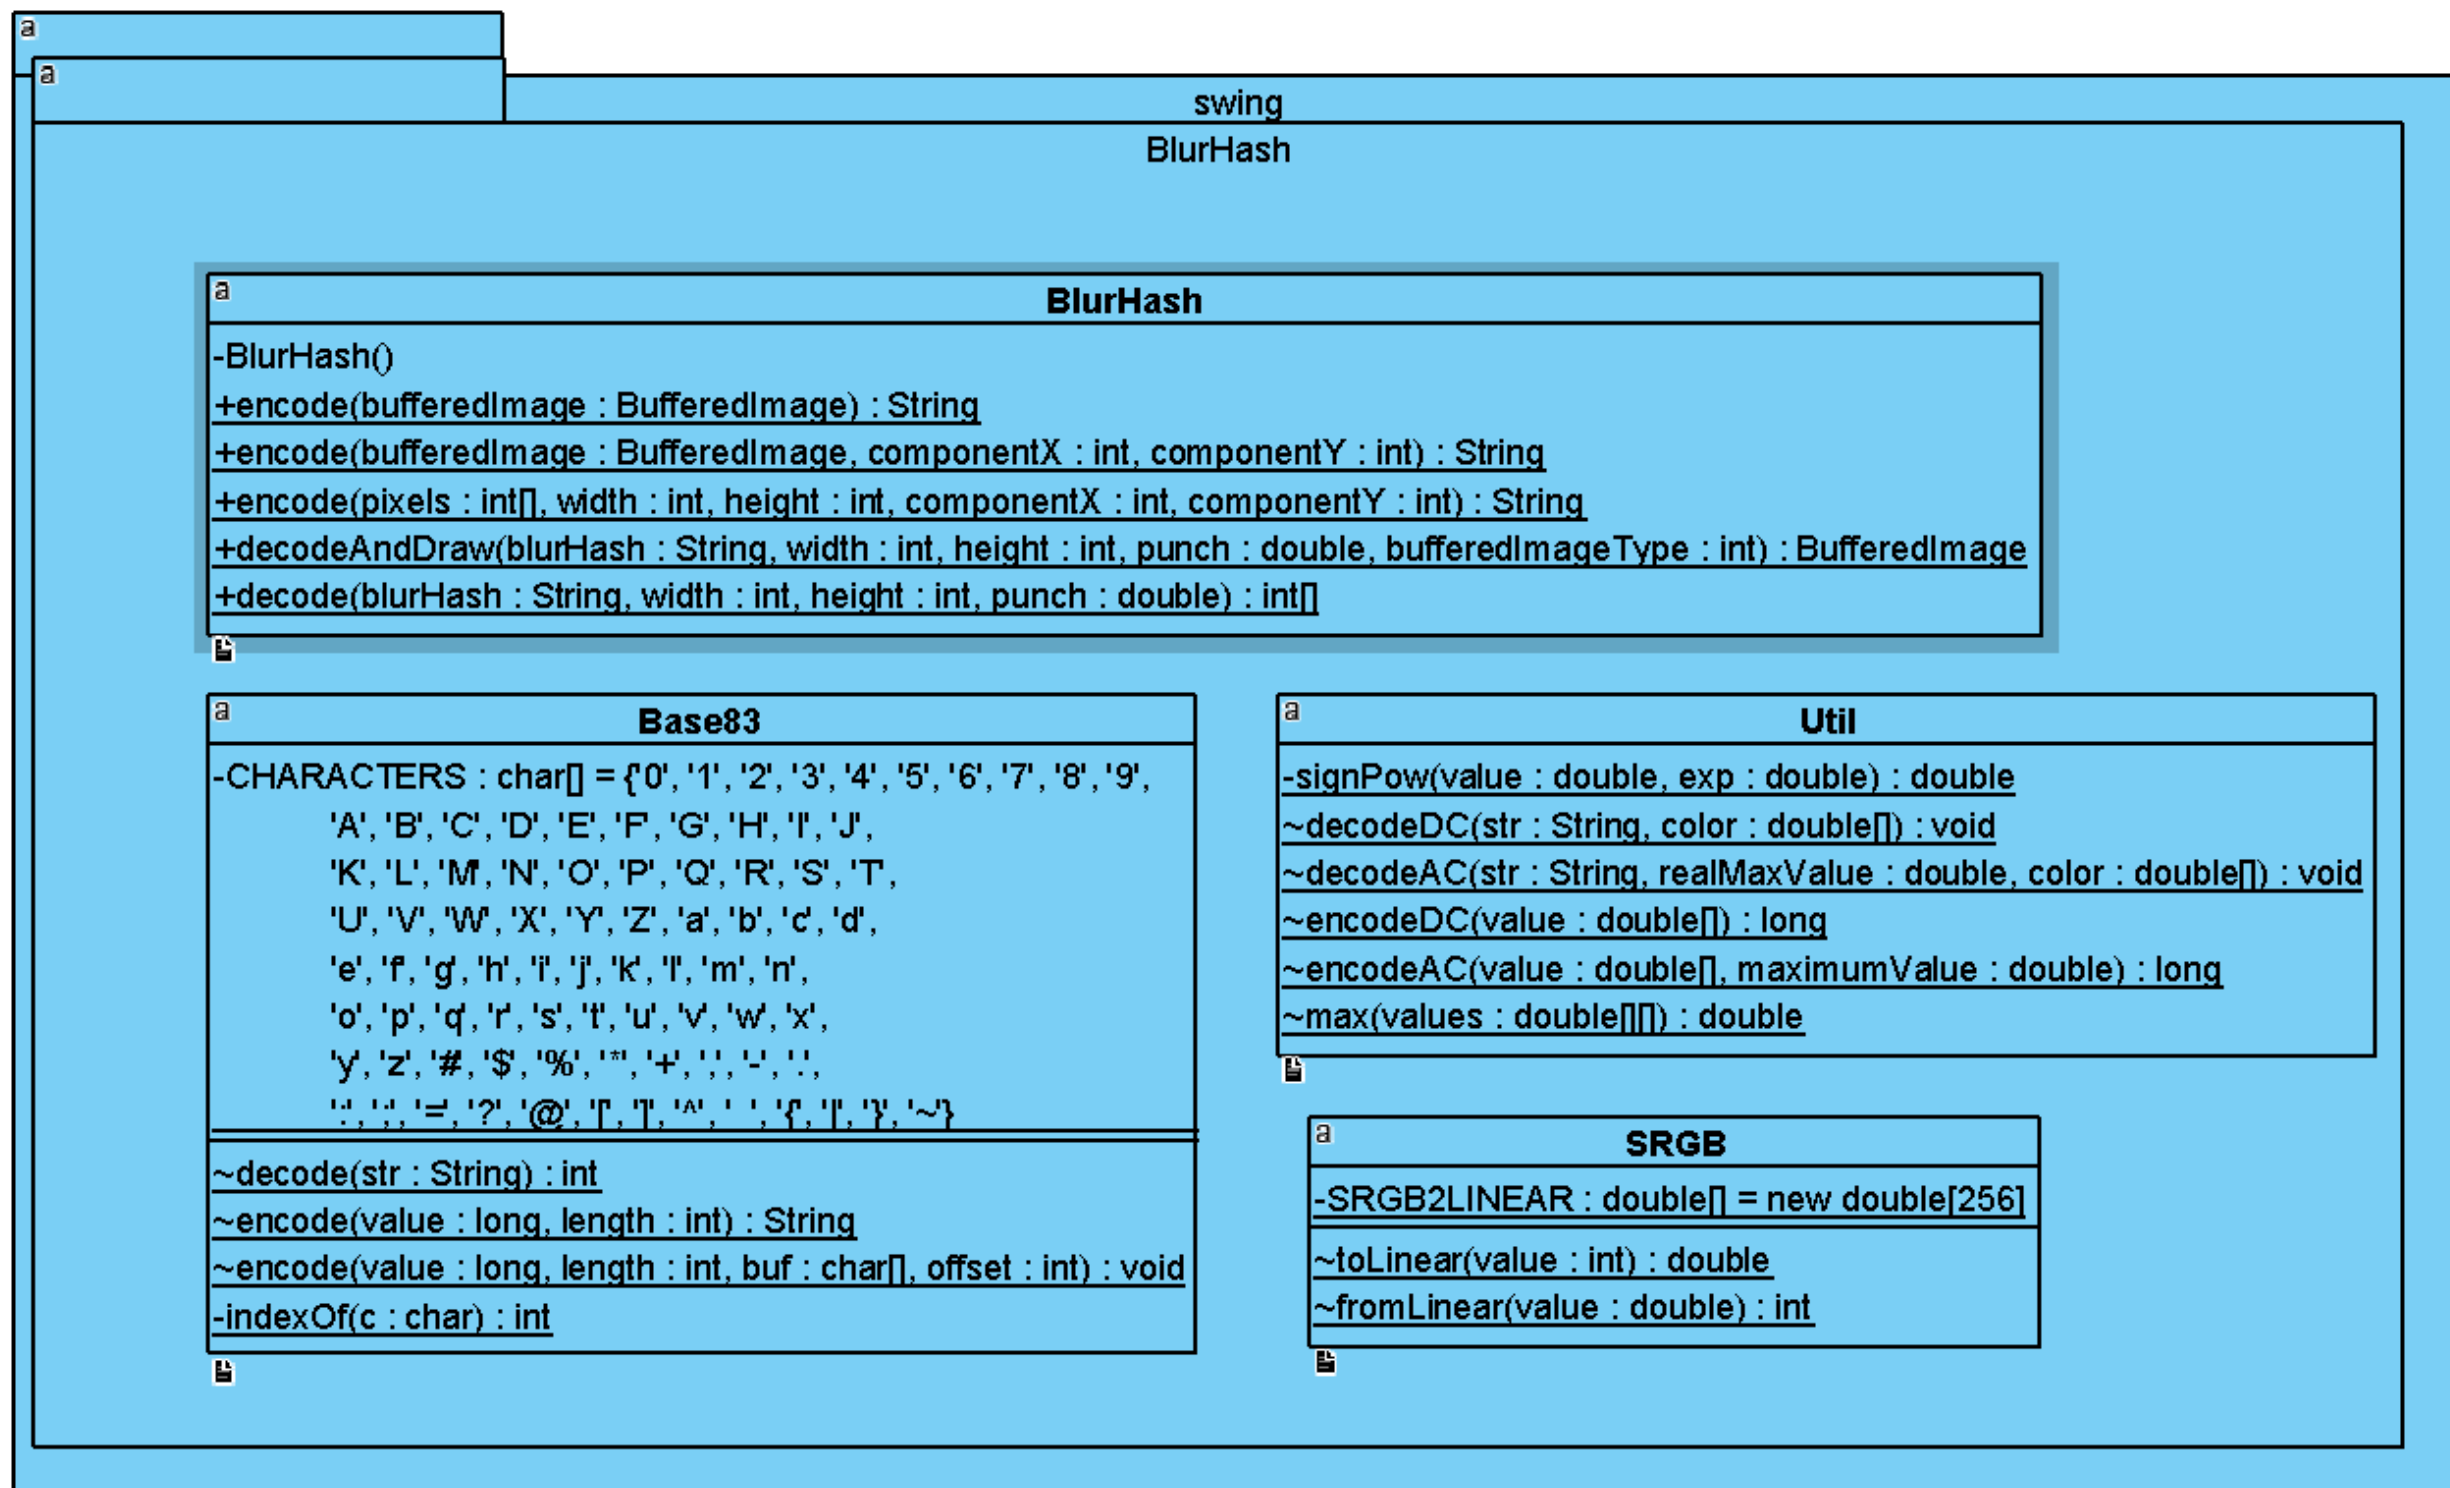 a
a
swing
BlurHash
a
BlurHash
-BlurHash()
+encode(bufferedImage : BufferedImage) : String
+encode(bufferedImage : BufferedImage, componentX : int, componentY : int) : String
+encode(pixels : int[], width : int, height : int, componentX : int, componentY : int) : String
+decodeAndDraw(blurHash : String, width : int, height : int, punch : double, bufferedImageType : int) : BufferedImage
+decode(blurHash : String, width : int, height : int, punch : double) : int[]
a
Base83
-CHARACTERS : char[] = {'0', '1', '2', '3', '4', '5', '6', '7', '8', '9',
'A', 'B', 'C', 'D', 'E', 'F', 'G', 'H', 'I', 'J',
'K', 'L', 'M', 'N', 'O', 'P', 'Q', 'R', 'S', 'T',
'U', 'V', 'W', 'X', 'Y', 'Z', 'a', 'b', 'c', 'd',
'e', 'f', 'g', 'h', 'i', 'j', 'k', 'l', 'm', 'n',
'o', 'p', 'q', 'r', 's', 't', 'u', 'v', 'w', 'x',
'y', 'z', '#', '$', '%', '*', '+', ',', '-', '.',
':', ';', '=', '?', '@', '[', ']', '^', '_', '{', '|', '}', '~'}
~decode(str : String) : int
~encode(value : long, length : int) : String
~encode(value : long, length : int, buf : char[], offset : int) : void
-indexOf(c : char) : int
a
Util
-signPow(value : double, exp : double) : double
~decodeDC(str : String, color : double[]) : void
~decodeAC(str : String, realMaxValue : double, color : double[]) : void
~encodeDC(value : double[]) : long
~encodeAC(value : double[], maximumValue : double) : long
~max(values : double[][]) : double
a
SRGB
-SRGB2LINEAR : double[] = new double[256]
~toLinear(value : int) : double
~fromLinear(value : double) : int